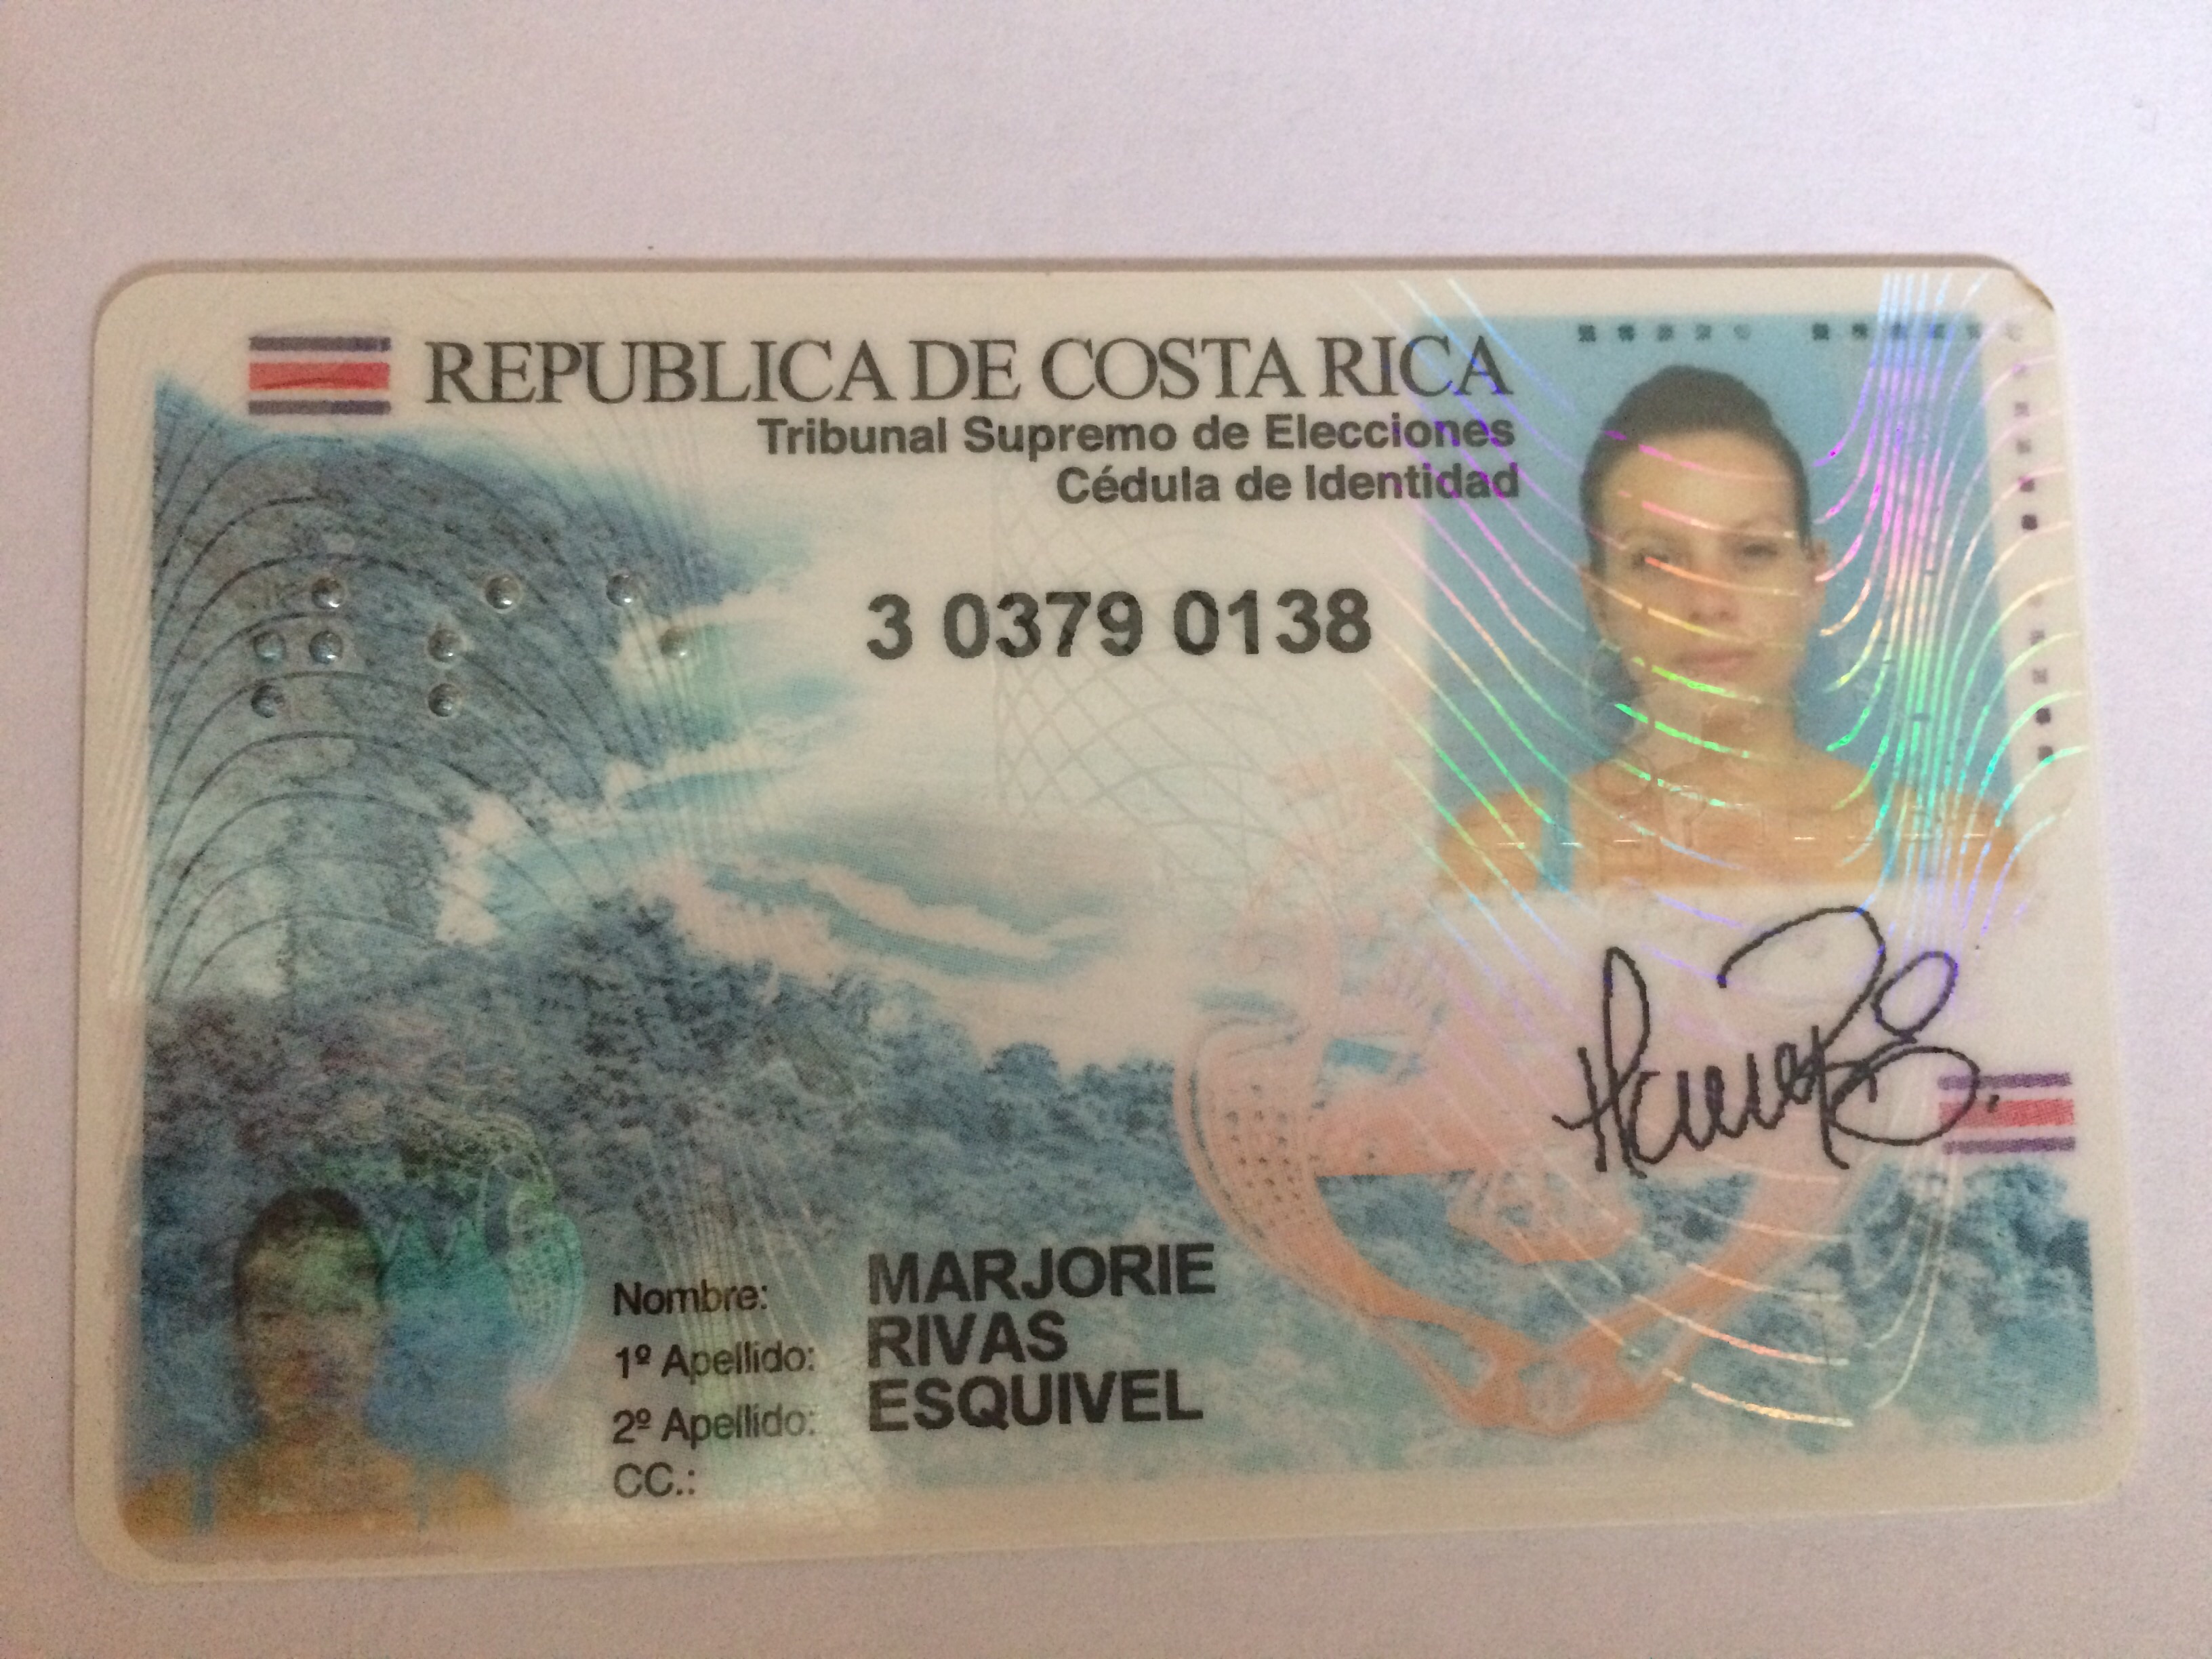 REPUBLICA DE COSTA RICA
Tribunal Supremo de Elecciones
Cédula de Identidad
3 0379 0138
Nombre: MARJORIE
1º Apellido: RIVAS
2º Apellido: ESQUIVEL
CC.: